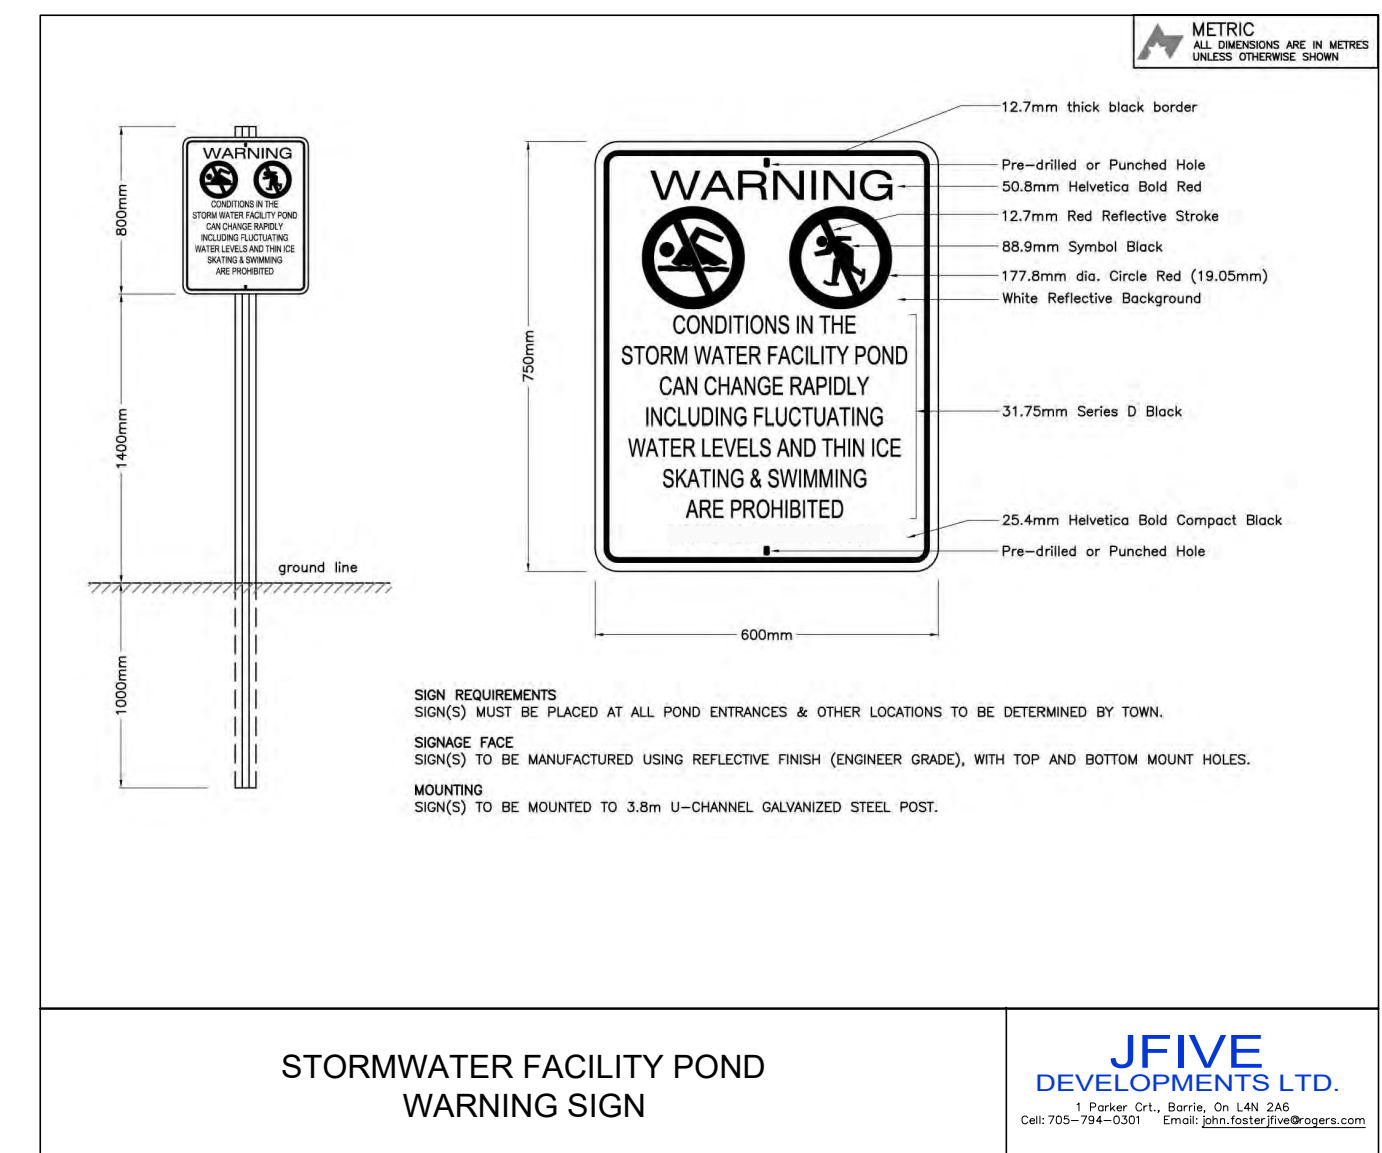 METRIC
ALL DIMENSIONS ARE IN METRES
UNLESS OTHERWISE SHOWN
800mm
1400mm
1000mm
WARNING
CONDITIONS IN THE
STORM WATER FACILITY POND
CAN CHANGE RAPIDLY
INCLUDING FLUCTUATING
WATER LEVELS AND THIN ICE
SKATING & SWIMMING
ARE PROHIBITED
ground line
750mm
600mm
WARNING
CONDITIONS IN THE
STORM WATER FACILITY POND
CAN CHANGE RAPIDLY
INCLUDING FLUCTUATING
WATER LEVELS AND THIN ICE
SKATING & SWIMMING
ARE PROHIBITED
12.7mm thick black border
Pre-drilled or Punched Hole
50.8mm Helvetica Bold Red
12.7mm Red Reflective Stroke
88.9mm Symbol Black
177.8mm dia. Circle Red (19.05mm)
White Reflective Background
31.75mm Series D Black
25.4mm Helvetica Bold Compact Black
Pre-drilled or Punched Hole
SIGN REQUIREMENTS
SIGN(S) MUST BE PLACED AT ALL POND ENTRANCES & OTHER LOCATIONS TO BE DETERMINED BY TOWN.
SIGNAGE FACE
SIGN(S) TO BE MANUFACTURED USING REFLECTIVE FINISH (ENGINEER GRADE), WITH TOP AND BOTTOM MOUNT HOLES.
MOUNTING
SIGN(S) TO BE MOUNTED TO 3.8m U-CHANNEL GALVANIZED STEEL POST.
STORMWATER FACILITY POND
WARNING SIGN
JFIVE
DEVELOPMENTS LTD.
1 Parker Crt., Barrie, On L4N 2A6
Cell: 705-794-0301 Email: john.fosterjfive@rogers.com